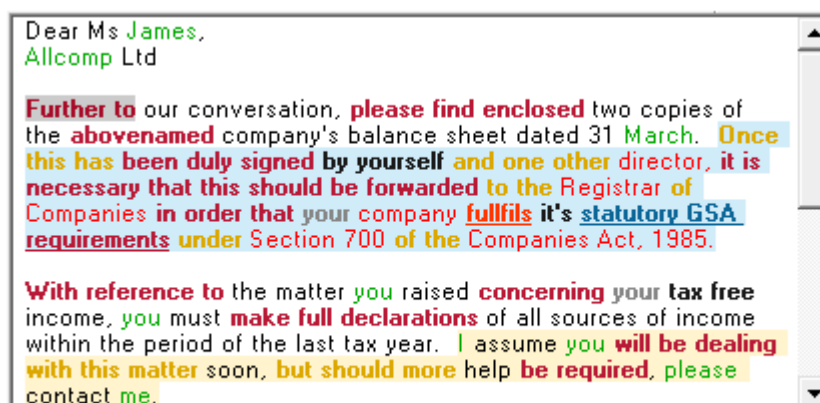 Dear Ms James,
Allcomp Ltd
Further to our conversation, please find enclosed two copies of
the abovenamed company's balance sheet dated 31 March. Once
this has been duly signed by yourself and one other director, it is
necessary that this should be forwarded to the Registrar of
Companies in order that your company fullfils it's statutory GSA
requirements under Section 700 of the Companies Act, 1985.
With reference to the matter you raised concerning your tax free
income, you must make full declarations of all sources of income
within the period of the last tax year. I assume you will be dealing
with this matter soon, but should more help be required, please
contact me.